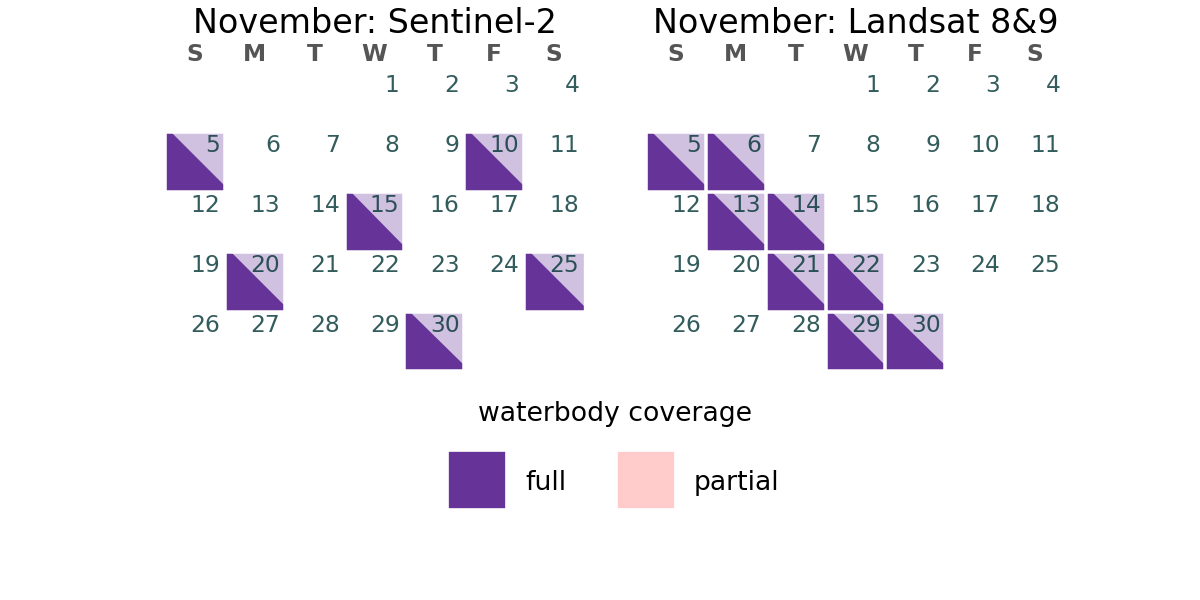 November: Sentinel-2
S M T W T F S
1 2 3 4
5 6 7 8 9 10 11
12 13 14 15 16 17 18
19 20 21 22 23 24 25
26 27 28 29 30
November: Landsat 8&9
S M T W T F S
1 2 3 4
5 6 7 8 9 10 11
12 13 14 15 16 17 18
19 20 21 22 23 24 25
26 27 28 29 30
waterbody coverage
full partial